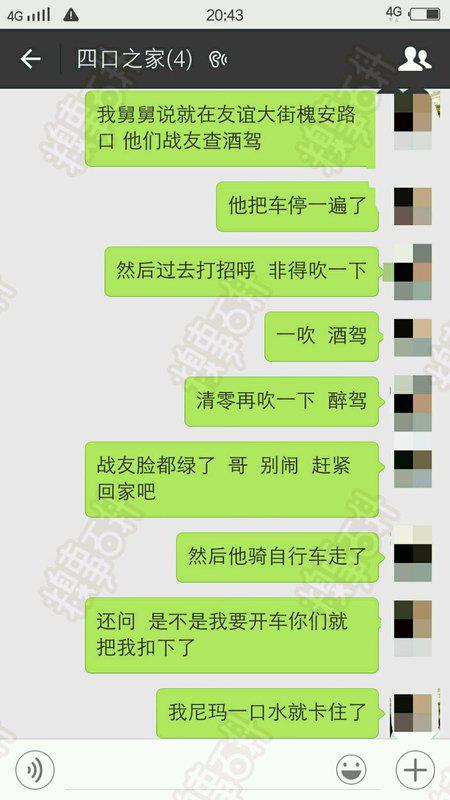 4G 20:43 4G
四口之家(4)
我舅舅说就在友谊大街槐安路
口 他们战友查酒驾
他把车停一遍了
然后过去打招呼 非得吹一下
一吹 酒驾
清零再吹一下 醉驾
战友脸都绿了 哥 别闹 赶紧
回家吧
然后他骑自行车走了
还问 是不是我要开车你们就
把我扣下了
我尼玛一口水就卡住了